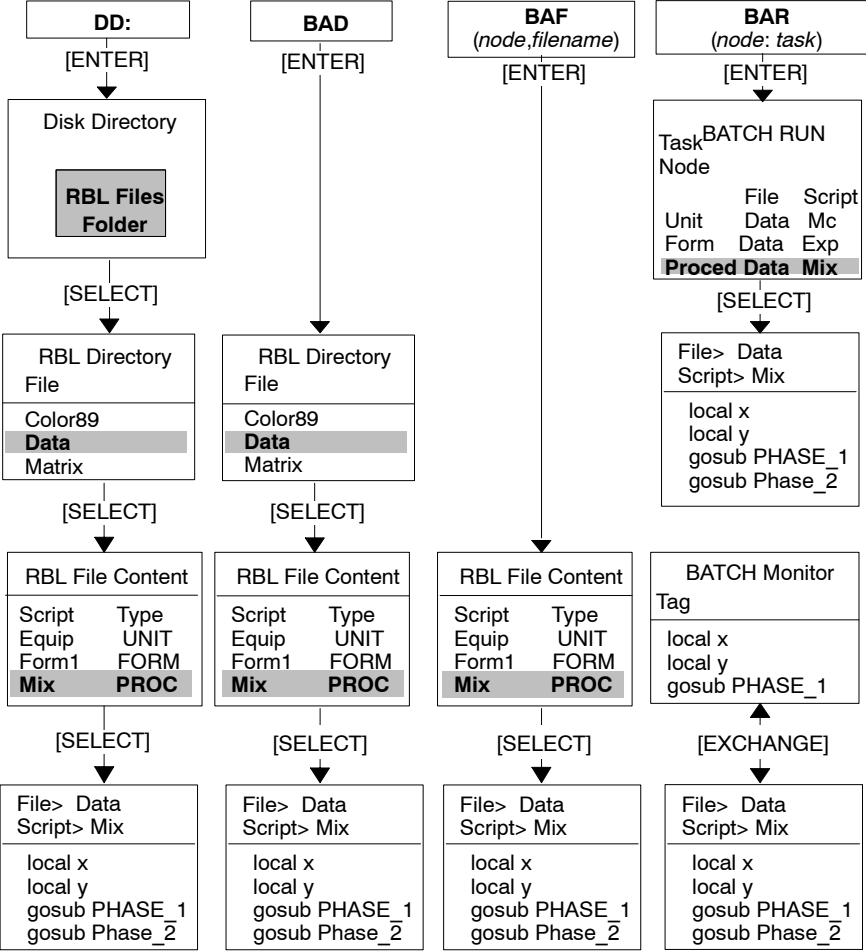 DD:
[ENTER]
Disk Directory
RBL Files
Folder
[SELECT]
RBL Directory
File
Color89
Data
Matrix
[SELECT]
RBL File Content
Script Type
Equip UNIT
Form1 FORM
Mix PROC
[SELECT]
File> Data
Script> Mix
local x
local y
gosub PHASE_1
gosub Phase_2
BAD
[ENTER]
RBL Directory
File
Color89
Data
Matrix
[SELECT]
RBL File Content
Script Type
Equip UNIT
Form1 FORM
Mix PROC
[SELECT]
File> Data
Script> Mix
local x
local y
gosub PHASE_1
gosub Phase_2
BAF
(node,filename)
[ENTER]
RBL File Content
Script Type
Equip UNIT
Form1 FORM
Mix PROC
[SELECT]
File> Data
Script> Mix
local x
local y
gosub PHASE_1
gosub Phase_2
BAR
(node: task)
[ENTER]
BATCH RUN
Task
Node
File Script
Unit Data Mc
Form Data Exp
Proced Data Mix
[SELECT]
File> Data
Script> Mix
local x
local y
gosub PHASE_1
gosub Phase_2
BATCH Monitor
Tag
local x
local y
gosub PHASE_1
[EXCHANGE]
File> Data
Script> Mix
local x
local y
gosub PHASE_1
gosub Phase_2